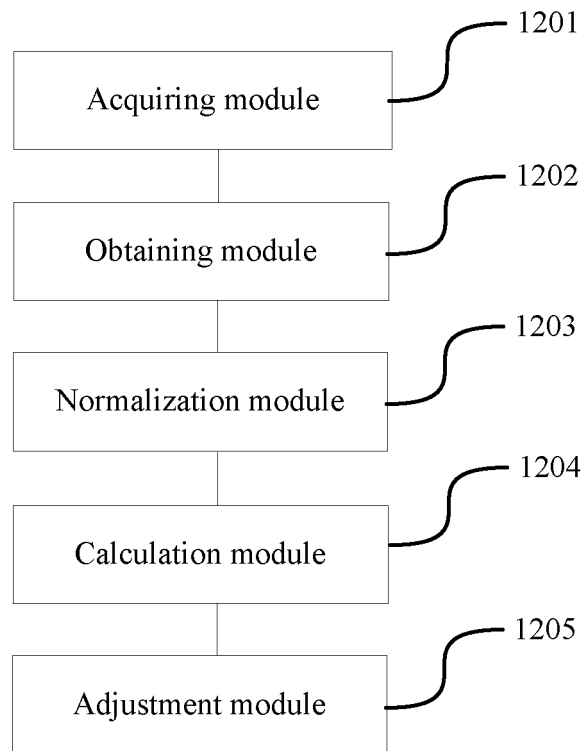 1201
Acquiring module
1202
Obtaining module
1203
Normalization module
1204
Calculation module
1205
Adjustment module